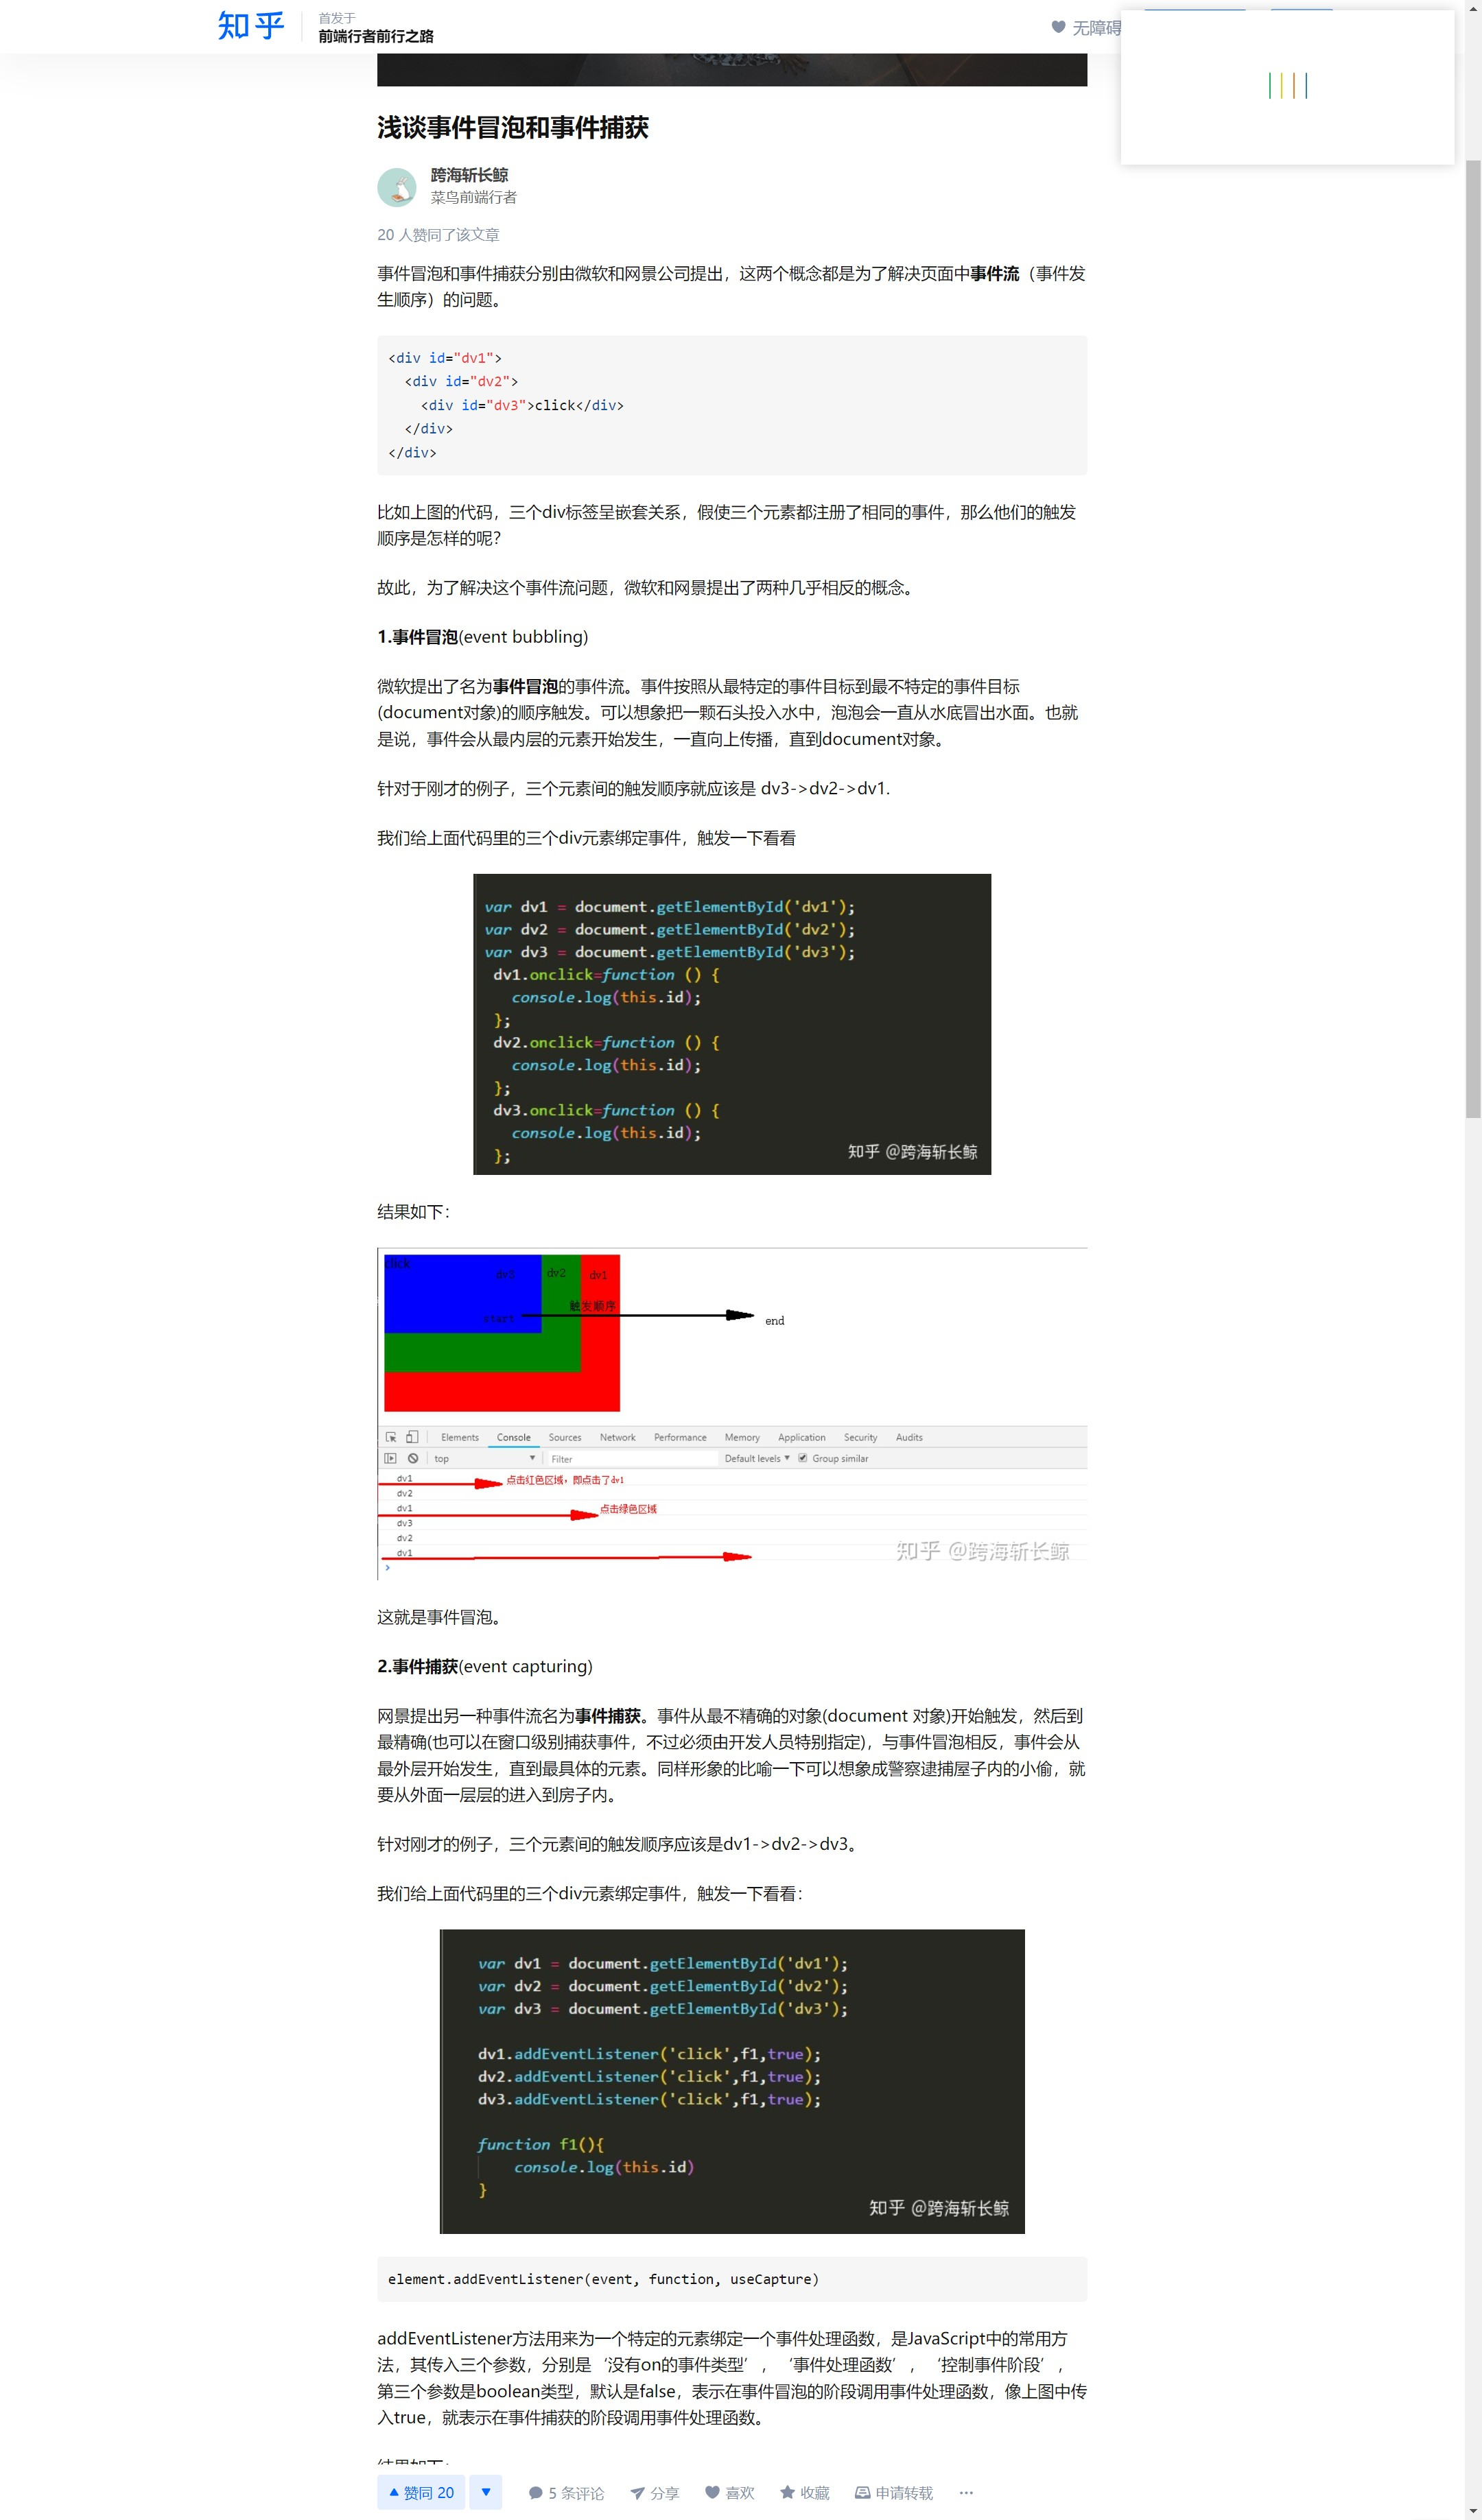 知乎
首发于
前端行者前行之路
无障碍
浅谈事件冒泡和事件捕获
跨海斩长鲸
菜鸟前端行者
20 人赞同了该文章
事件冒泡和事件捕获分别由微软和网景公司提出，这两个概念都是为了解决页面中事件流（事件发
生顺序）的问题。
<div id="dv1">
  <div id="dv2">
    <div id="dv3">click</div>
  </div>
</div>
比如上图的代码，三个div标签呈嵌套关系，假使三个元素都注册了相同的事件，那么他们的触发
顺序是怎样的呢？
故此，为了解决这个事件流问题，微软和网景提出了两种几乎相反的概念。
1.事件冒泡(event bubbling)
微软提出了名为事件冒泡的事件流。事件按照从最特定的事件目标到最不特定的事件目标
(document对象)的顺序触发。可以想象把一颗石头投入水中，泡泡会一直从水底冒出水面。也就
是说，事件会从最内层的元素开始发生，一直向上传播，直到document对象。
针对于刚才的例子，三个元素间的触发顺序就应该是 dv3->dv2->dv1.
我们给上面代码里的三个div元素绑定事件，触发一下看看
var dv1 = document.getElementById('dv1');
var dv2 = document.getElementById('dv2');
var dv3 = document.getElementById('dv3');
dv1.onclick=function () {
  console.log(this.id);
};
dv2.onclick=function () {
  console.log(this.id);
};
dv3.onclick=function () {
  console.log(this.id);
};
知乎 @跨海斩长鲸
结果如下：
click
dv3 dv2 dv1
触发顺序
start
end
Elements Console Sources Network Performance Memory Application Security Audits
top Filter Default levels Group similar
dv1 点击红色区域，即点击了dv1
dv2
dv1 点击绿色区域
dv3
dv2
dv1
知乎 @跨海斩长鲸
这就是事件冒泡。
2.事件捕获(event capturing)
网景提出另一种事件流名为事件捕获。事件从最不精确的对象(document 对象)开始触发，然后到
最精确(也可以在窗口级别捕获事件，不过必须由开发人员特别指定)，与事件冒泡相反，事件会从
最外层开始发生，直到最具体的元素。同样形象的比喻一下可以想象成警察逮捕屋子内的小偷，就
要从外面一层层的进入到房子内。
针对刚才的例子，三个元素间的触发顺序应该是dv1->dv2->dv3。
我们给上面代码里的三个div元素绑定事件，触发一下看看：
var dv1 = document.getElementById('dv1');
var dv2 = document.getElementById('dv2');
var dv3 = document.getElementById('dv3');
dv1.addEventListener('click',f1,true);
dv2.addEventListener('click',f1,true);
dv3.addEventListener('click',f1,true);
function f1(){
    console.log(this.id)
}
知乎 @跨海斩长鲸
element.addEventListener(event, function, useCapture)
addEventListener方法用来为一个特定的元素绑定一个事件处理函数，是JavaScript中的常用方
法，其传入三个参数，分别是‘没有on的事件类型’，‘事件处理函数’，‘控制事件阶段’，
第三个参数是boolean类型，默认是false，表示在事件冒泡的阶段调用事件处理函数，像上图中传
入true，就表示在事件捕获的阶段调用事件处理函数。
赞同 20 5 条评论 分享 喜欢 收藏 申请转载